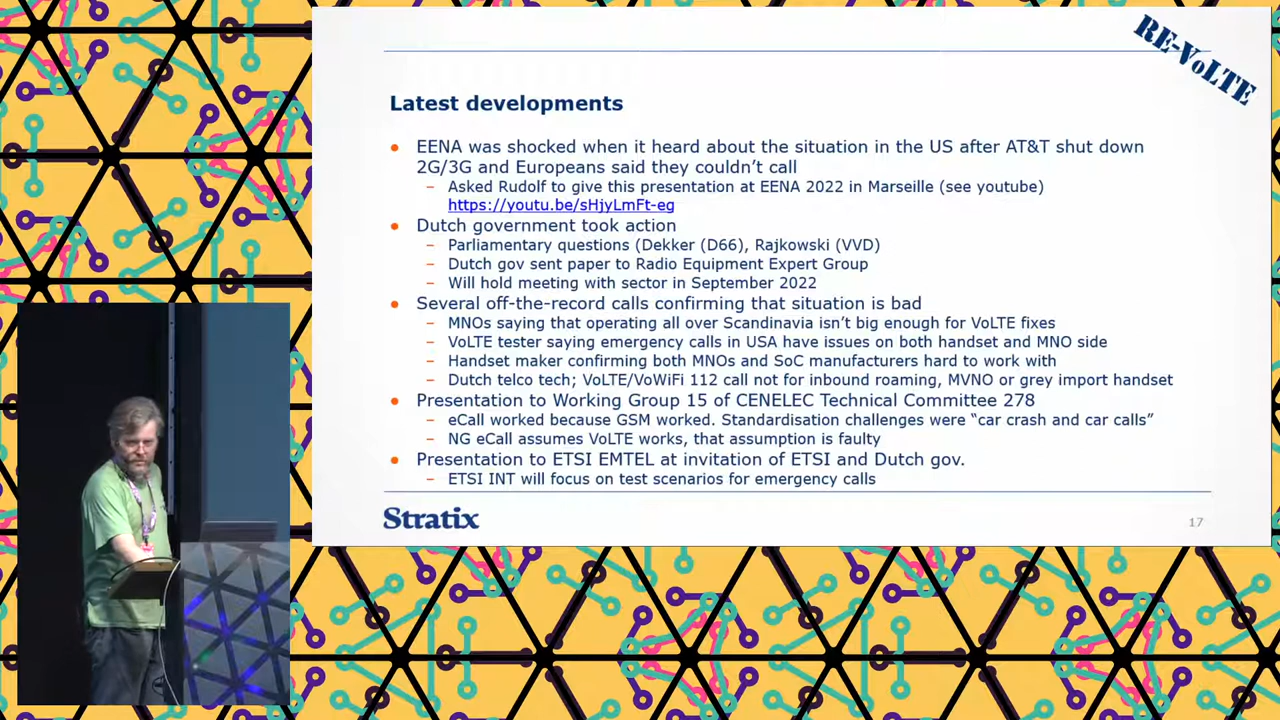 RE-VoLTE
Latest developments
• EENA was shocked when it heard about the situation in the US after AT&T shut down
2G/3G and Europeans said they couldn't call
– Asked Rudolf to give this presentation at EENA 2022 in Marseille (see youtube)
https://youtu.be/sHjyLmFt-eg
• Dutch government took action
– Parliamentary questions (Dekker (D66), Rajkowski (VVD)
– Dutch gov sent paper to Radio Equipment Expert Group
– Will hold meeting with sector in September 2022
• Several off-the-record calls confirming that situation is bad
– MNOs saying that operating all over Scandinavia isn't big enough for VoLTE fixes
– VoLTE tester saying emergency calls in USA have issues on both handset and MNO side
– Handset maker confirming both MNOs and SoC manufacturers hard to work with
– Dutch telco tech; VoLTE/VoWiFi 112 call not for inbound roaming, MVNO or grey import handset
• Presentation to Working Group 15 of CENELEC Technical Committee 278
– eCall worked because GSM worked. Standardisation challenges were “car crash and car calls”
– NG eCall assumes VoLTE works, that assumption is faulty
• Presentation to ETSI EMTEL at invitation of ETSI and Dutch gov.
– ETSI INT will focus on test scenarios for emergency calls
Stratix
17